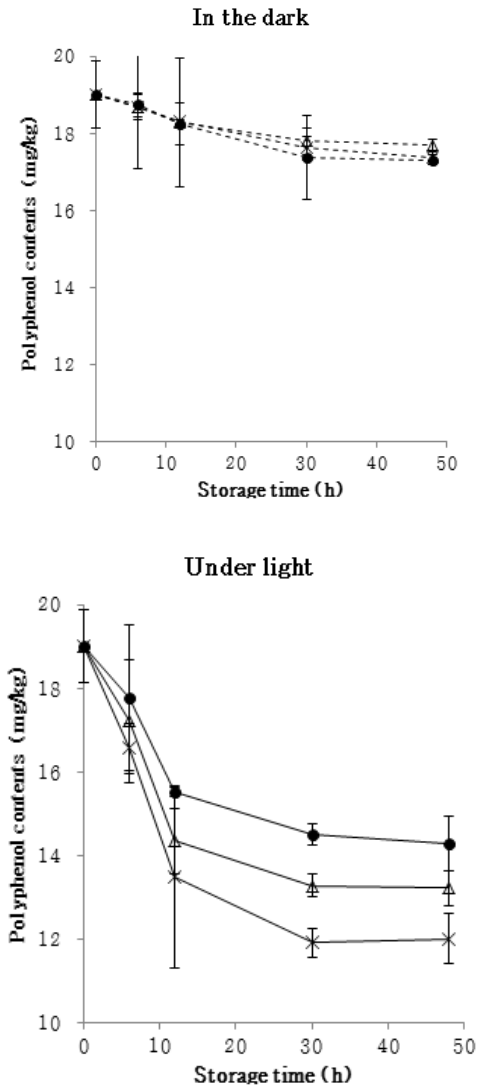 In the dark
20
18
16
14
12
10
Polyphenol contents (mg/kg)
0 10 20 30 40 50
Storage time (h)
Under light
20
18
16
14
12
10
Polyphenol contents (mg/kg)
0 10 20 30 40 50
Storage time (h)